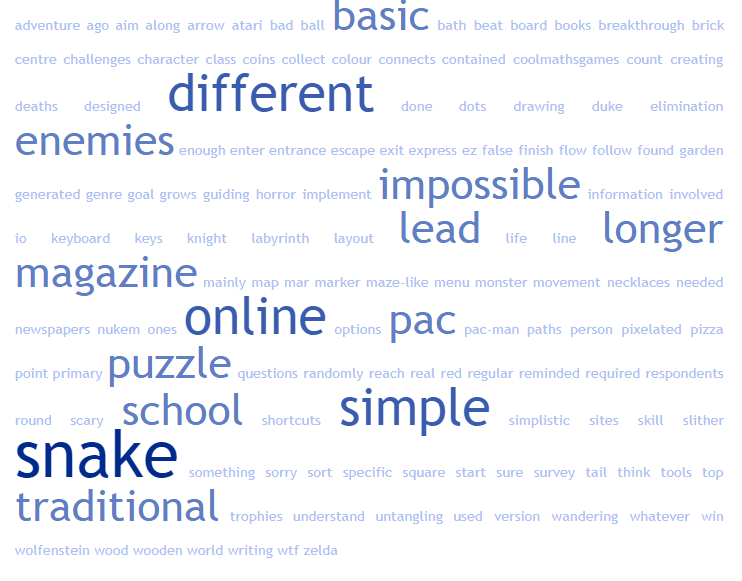 adventure ago aim along arrow atari bad ball basic bath beat board books breakthrough brick
centre challenges character class coins collect colour connects contained coolmathsgames count creating
deaths designed different done dots drawing duke elimination
enemies enough enter entrance escape exit express ez false finish flow follow found garden
generated genre goal grows guiding horror implement impossible information involved
io keyboard keys knight labyrinth layout lead life line longer
magazine mainly map mar marker maze-like menu monster movement necklaces needed
newspapers nukem ones online options pac pac-man paths person pixelated pizza
point primary puzzle questions randomly reach real red regular reminded required respondents
round scary school shortcuts simple simplistic sites skill slither
snake something sorry sort specific square start sure survey tail think tools top
traditional trophies understand untangling used version wandering whatever win
wolfenstein wood wooden world writing wtf zelda